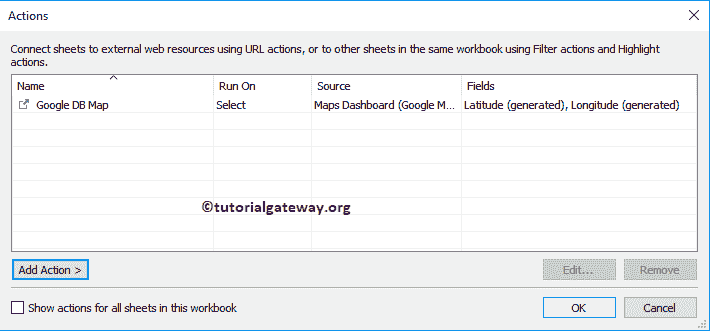 Actions
Connect sheets to external web resources using URL actions, or to other sheets in the same workbook using Filter actions and Highlight
actions.
Name Run On Source Fields
Google DB Map Select Maps Dashboard (Google M... Latitude (generated), Longitude (generated)
©tutorialgateway.org
Add Action > Edit... Remove
Show actions for all sheets in this workbook OK Cancel